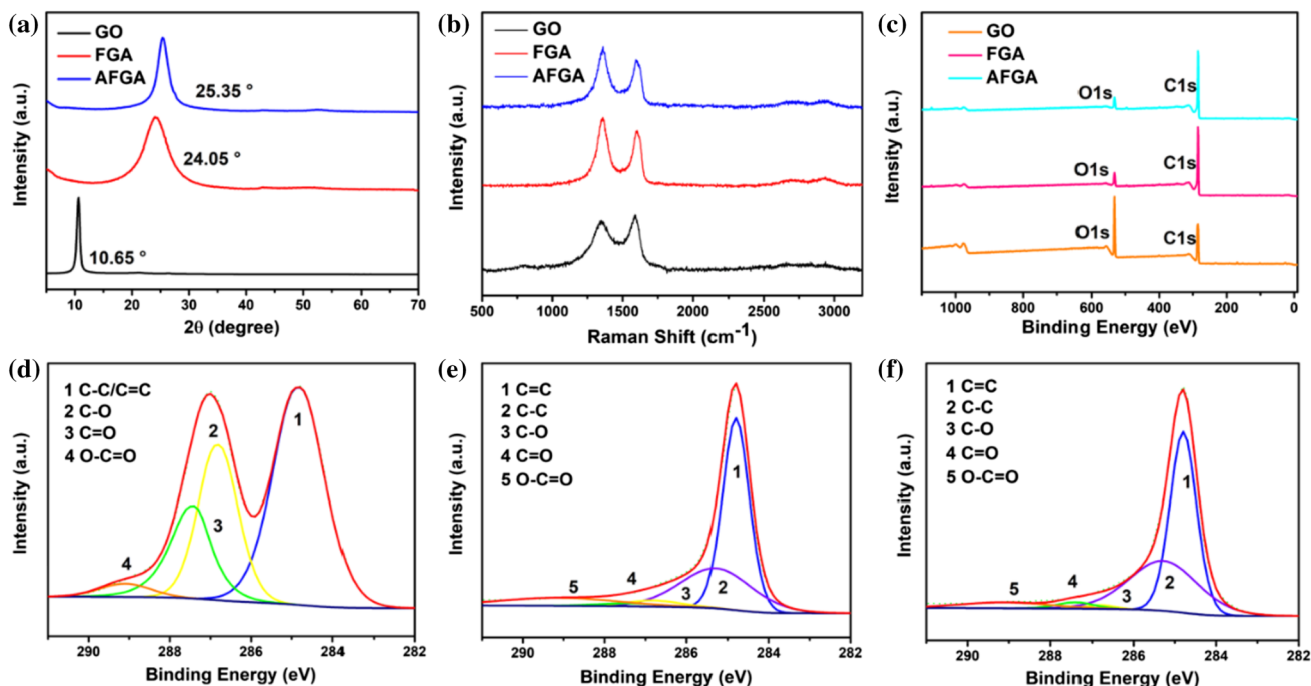 (a)
GO
FGA
AFGA
25.35 °
24.05 °
10.65 °
Intensity (a.u.)
10 20 30 40 50 60 70
2θ (degree)
(b)
GO
FGA
AFGA
Intensity (a.u.)
500 1000 1500 2000 2500 3000
Raman Shift (cm⁻¹)
(c)
GO
FGA
AFGA
O1s
C1s
O1s
C1s
O1s
C1s
Itensity (a.u.)
1000 800 600 400 200 0
Binding Energy (eV)
(d)
1 C-C/C=C
2 C-O
3 C=O
4 O-C=O
1
2
3
4
Intensity (a.u.)
290 288 286 284 282
Binding Energy (eV)
(e)
1 C=C
2 C-C
3 C-O
4 C=O
5 O-C=O
1
5
4
3
2
Intensity (a.u.)
290 288 286 284 282
Binding Energy (eV)
(f)
1 C=C
2 C-C
3 C-O
4 C=O
5 O-C=O
1
5
4
3
2
Intensity (a.u.)
290 288 286 284 282
Binding Energy (eV)